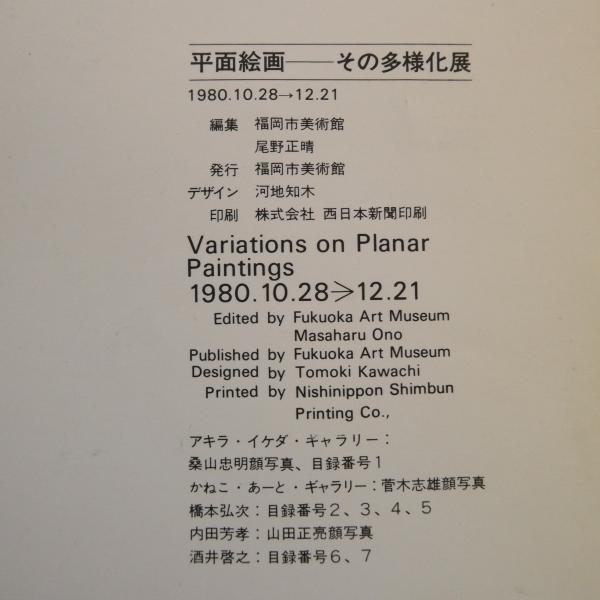 平面絵画——その多様化展
1980.10.28→12.21
編集 福岡市美術館
尾野正晴
発行 福岡市美術館
デザイン 河地知木
印刷 株式会社 西日本新聞印刷
Variations on Planar
Paintings
1980.10.28≫12.21
Edited by Fukuoka Art Museum
Masaharu Ono
Published by Fukuoka Art Museum
Designed by Tomoki Kawachi
Printed by Nishinippon Shimbun
Printing Co.,
アキラ・イケダ・ギャラリー：
桑山忠明顔写真、目録番号1
かねこ・あーと・ギャラリー：菅木志雄顔写真
橋本弘次：目録番号2、3、4、5
内田芳孝：山田正亮顔写真
酒井啓之：目録番号6、7